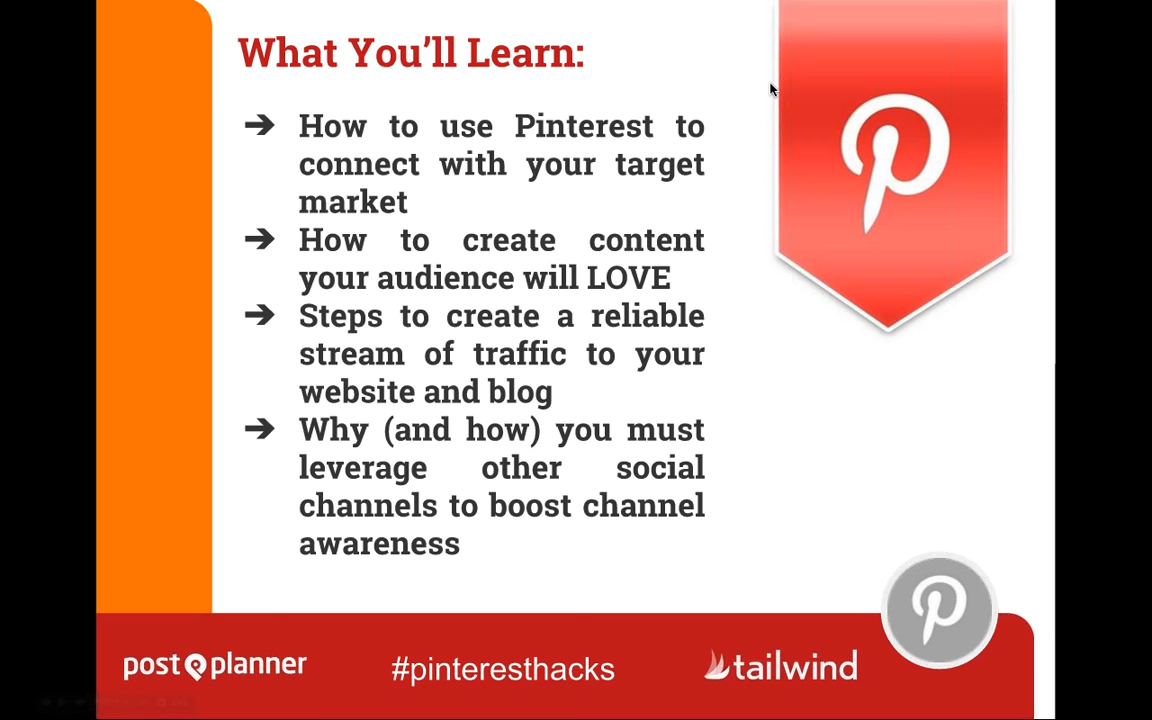 What You’ll Learn:
➔ How to use Pinterest to
connect with your target
market
➔ How to create content
your audience will LOVE
➔ Steps to create a reliable
stream of traffic to your
website and blog
➔ Why (and how) you must
leverage other social
channels to boost channel
awareness
post planner
#pinteresthacks
tailwind